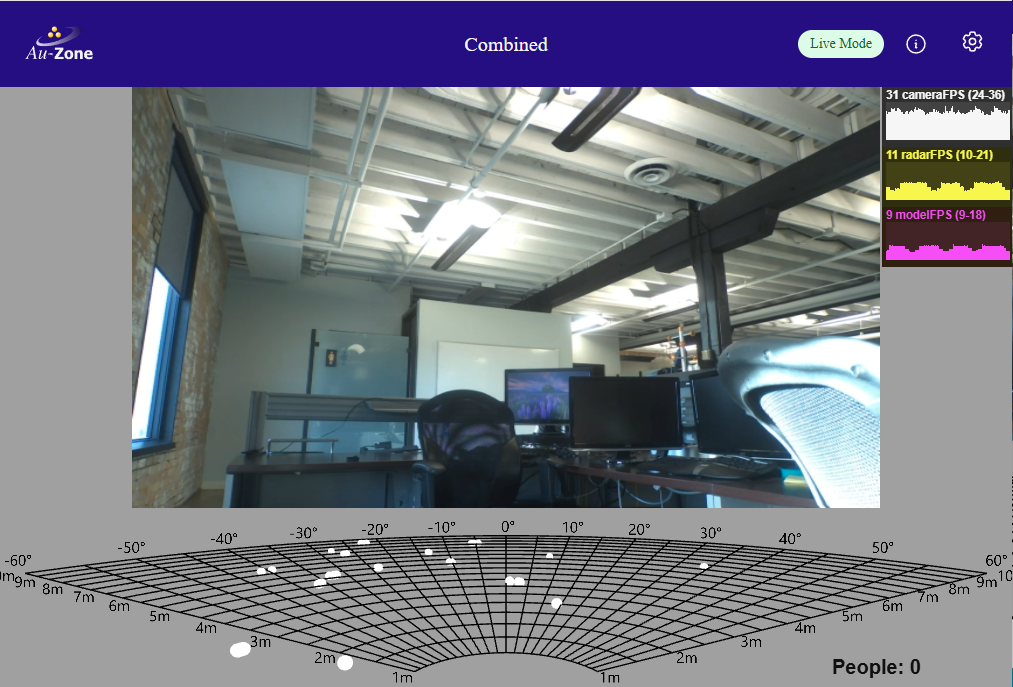 Au-Zone
Combined
Live Mode
31 cameraFPS (24-36)
11 radarFPS (10-21)
9 modelFPS (9-18)
-60°
-50°
-40°
-30°
-20°
-10°
0°
10°
20°
30°
40°
50°
60°
9m
8m
7m
6m
5m
4m
3m
2m
1m
1m
2m
3m
4m
5m
6m
7m
8m
9m
10
People: 0